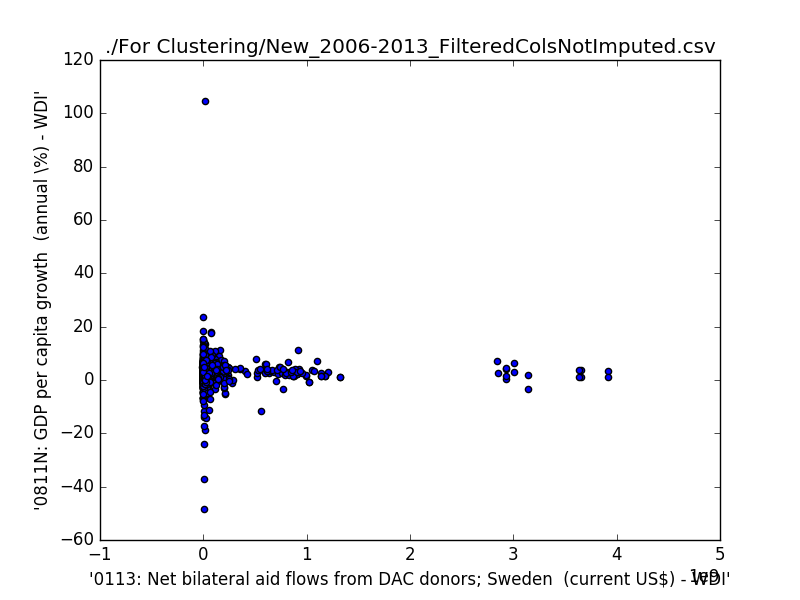 ./For Clustering/New_2006-2013_FilteredColsNotImputed.csv
120
100
80
60
40
20
0
−20
−40
−60
'0811N: GDP per capita growth (annual \%) - WDI'
−1 0 1 2 3 4 5
1e9
'0113: Net bilateral aid flows from DAC donors; Sweden (current US$) - WDI'